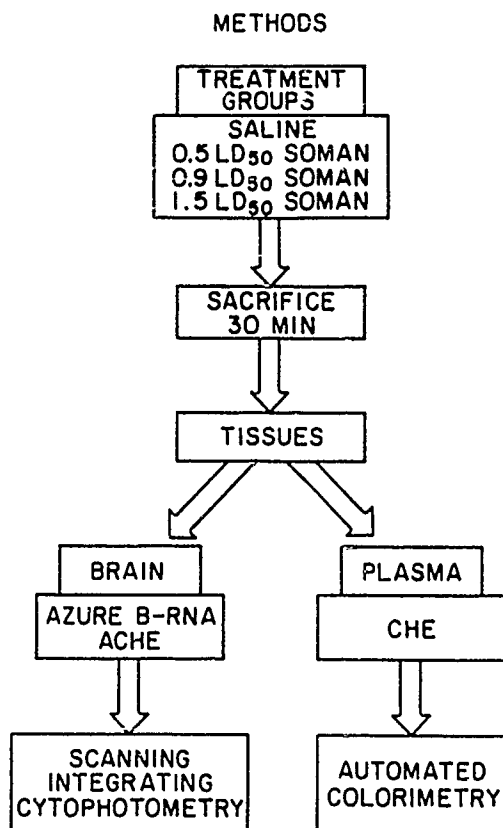 METHODS
TREATMENT
GROUPS
SALINE
0.5 LD50 SOMAN
0.9 LD50 SOMAN
1.5 LD50 SOMAN
SACRIFICE
30 MIN
TISSUES
BRAIN
AZURE B-RNA
ACHE
SCANNING
INTEGRATING
CYTOPHOTOMETRY
PLASMA
CHE
AUTOMATED
COLORIMETRY